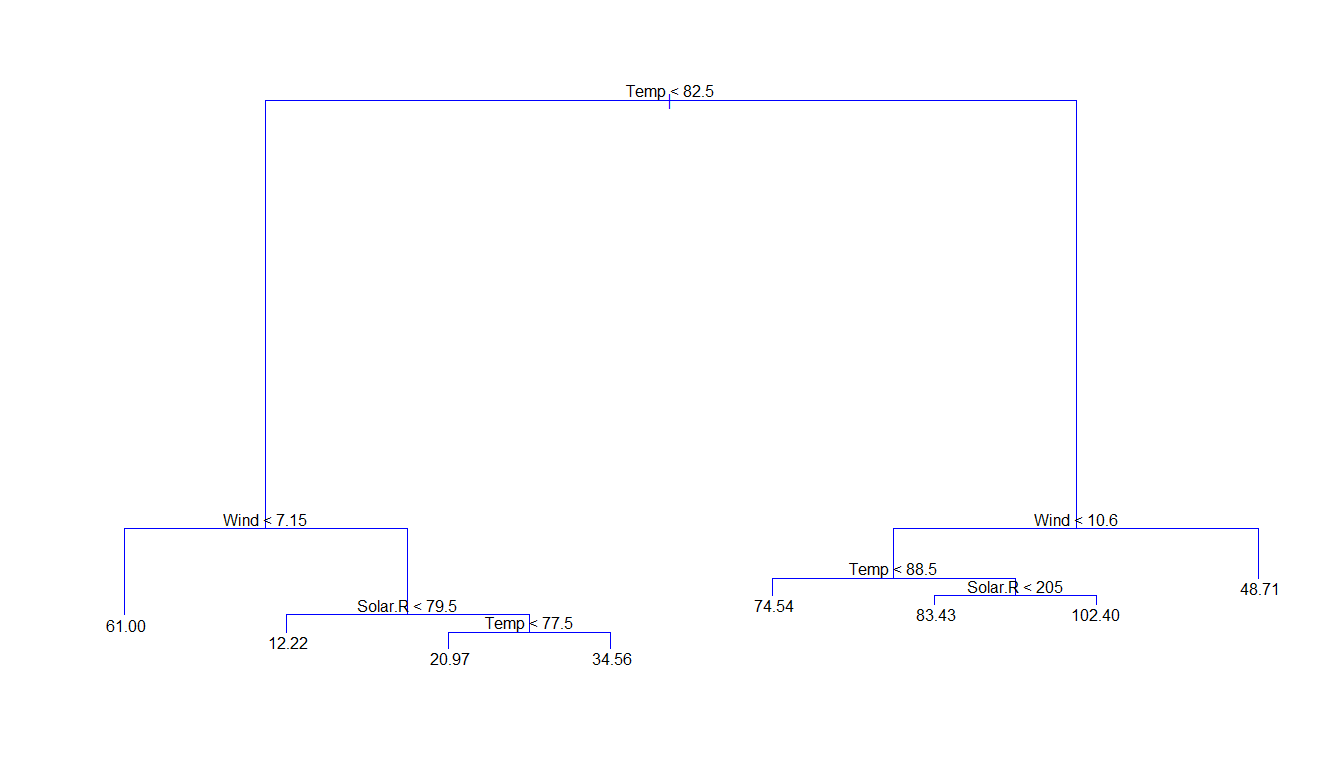 Temp < 82.5
Wind < 7.15
Wind < 10.6
Temp < 88.5
Solar.R < 205
48.71
Solar.R < 79.5
74.54
83.43
102.40
61.00
Temp < 77.5
12.22
20.97
34.56